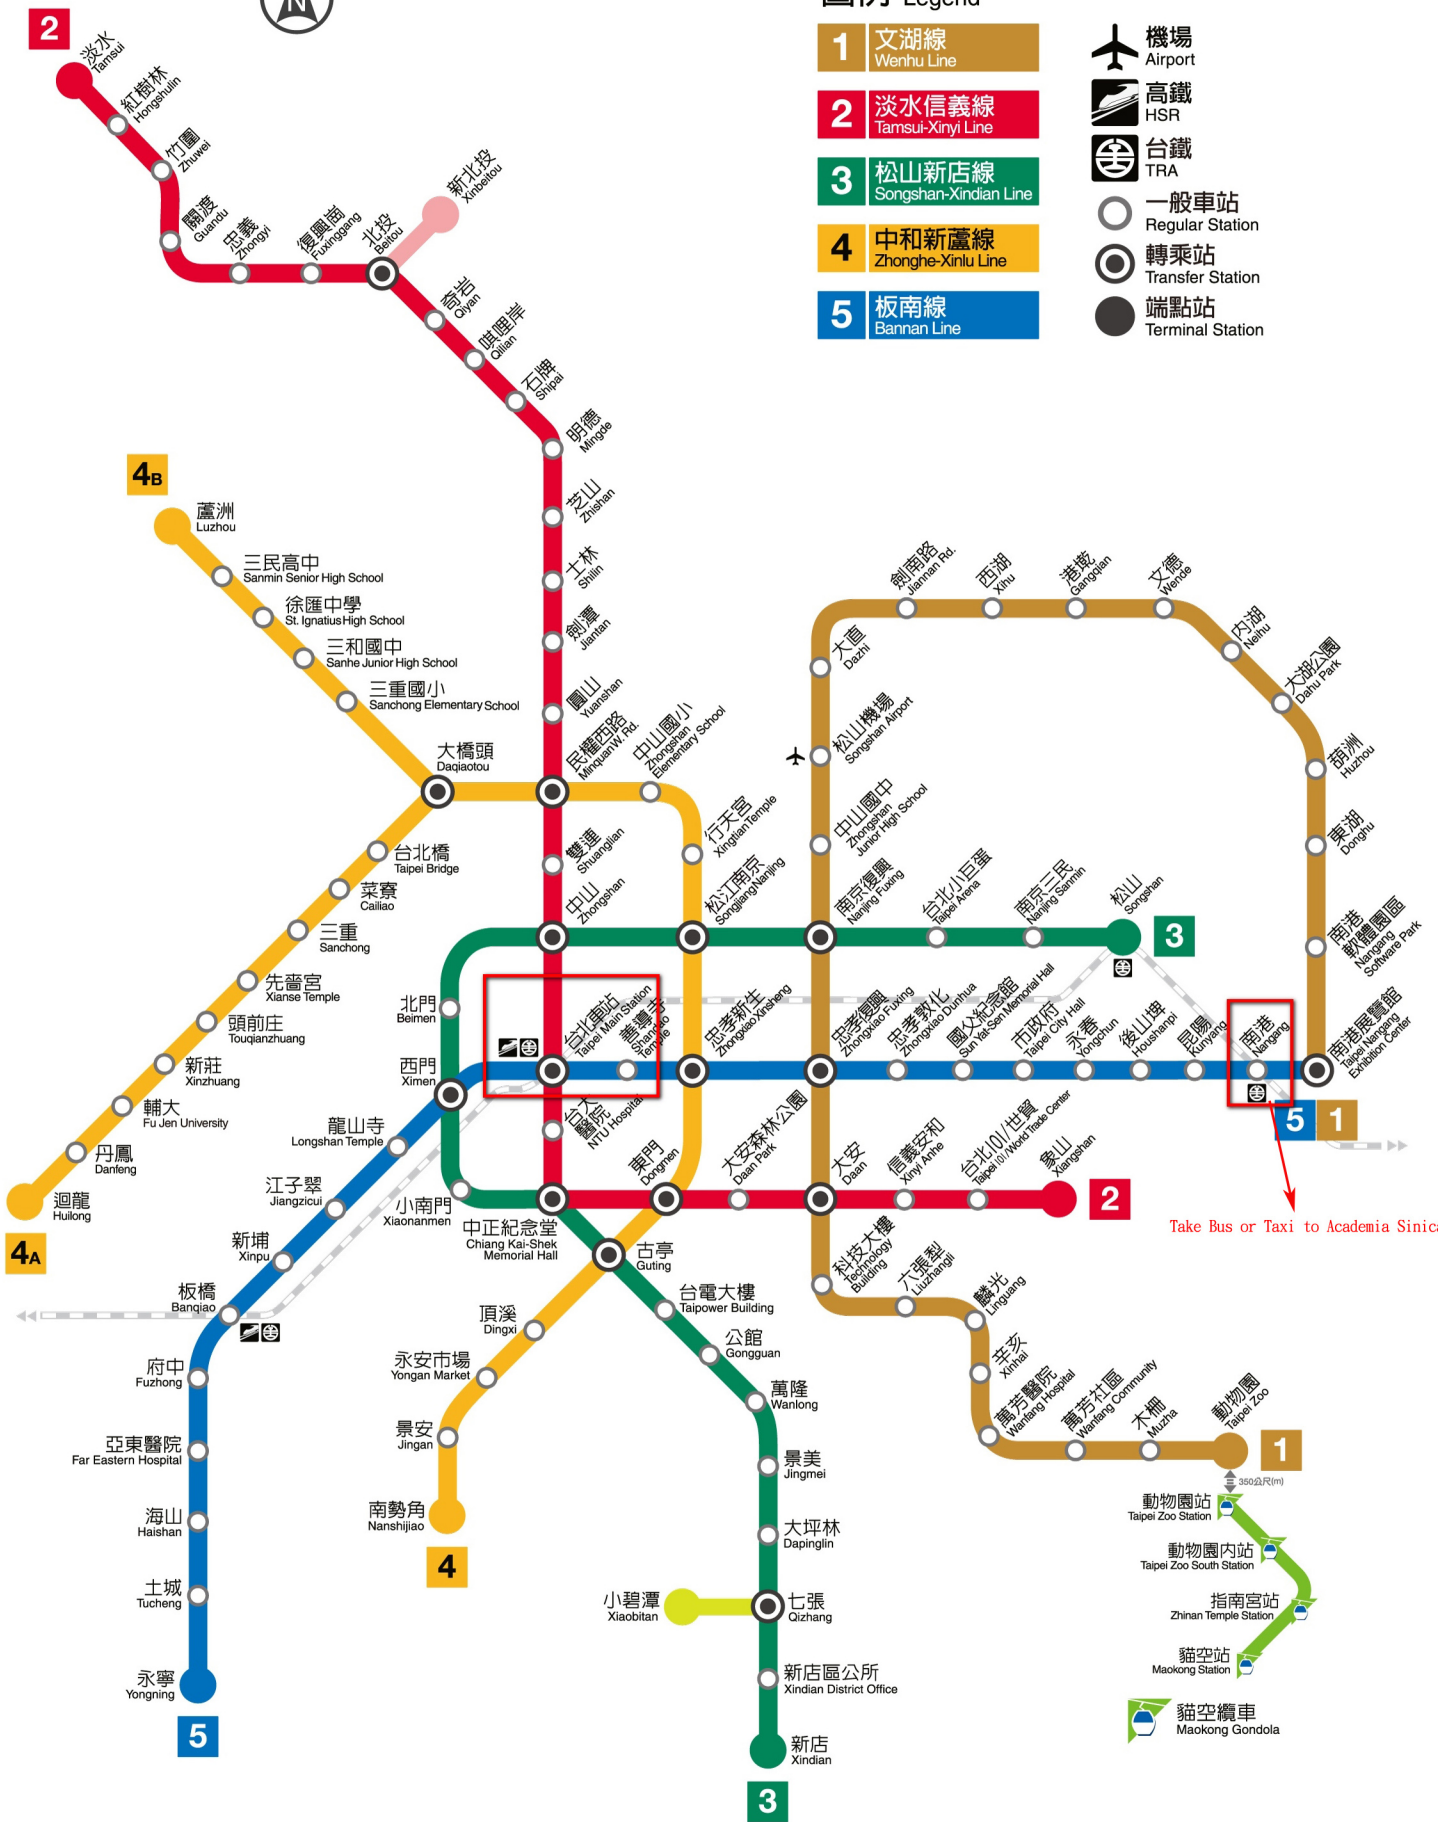 N
圖例 Legend
1 文湖線
Wenhu Line
2 淡水信義線
Tamsui-Xinyi Line
3 松山新店線
Songshan-Xindian Line
4 中和新蘆線
Zhonghe-Xinlu Line
5 板南線
Bannan Line
機場
Airport
高鐵
HSR
台鐵
TRA
一般車站
Regular Station
轉乘站
Transfer Station
端點站
Terminal Station
2
淡水
Tamsui
紅樹林
Hongshulin
竹圍
Zhuwei
關渡
Guandu
忠義
Zhongyi
復興崗
Fuxinggang
北投
Beitou
新北投
Xinbeitou
奇岩
Qiyan
唭哩岸
Qilian
石牌
Shipai
明德
Mingde
芝山
Zhishan
士林
Shilin
劍潭
Jiantan
圓山
Yuanshan
民權西路
Minquan W. Rd.
雙連
Shuanglian
中山
Zhongshan
台北車站
Taipei Main Station
台大
醫院
NTU Hospital
中正紀念堂
Chiang Kai-Shek
Memorial Hall
東門
Dongmen
大安森林公園
Daan Park
大安
Daan
信義安和
Xinyi Anhe
台北101/世貿
Taipei 101/World Trade Center
象山
Xiangshan
2
4B
蘆洲
Luzhou
三民高中
Sanmin Senior High School
徐匯中學
St. Ignatius High School
三和國中
Sanhe Junior High School
三重國小
Sanchong Elementary School
大橋頭
Daqiaotou
台北橋
Taipei Bridge
菜寮
Cailiao
三重
Sanchong
先嗇宮
Xianse Temple
頭前庄
Touqianzhuang
新莊
Xinzhuang
輔大
Fu Jen University
丹鳳
Danfeng
迴龍
Huilong
4A
中山國小
Zhongshan
Elementary School
行天宮
Xingtian Temple
松江南京
Songjiang Nanjing
忠孝新生
Zhongxiao Xinsheng
古亭
Guting
頂溪
Dingxi
永安市場
Yongan Market
景安
Jingan
南勢角
Nanshijiao
4
劍南路
Jiannan Rd.
西湖
Xihu
港墘
Gangqian
文德
Wende
內湖
Neihu
大湖公園
Dahu Park
葫洲
Huzhou
東湖
Donghu
南港
軟體園區
Nangang
Software Park
南港展覽館
Taipei Nangang
Exhibition Center
5 1
大直
Dazhi
松山機場
Songshan Airport
中山國中
Zhongshan
Junior High School
南京復興
Nanjing Fuxing
台北小巨蛋
Taipei Arena
南京三民
Nanjing Sanmin
松山
Songshan
3
北門
Beimen
西門
Ximen
善導寺
Shandao
Temple
忠孝復興
Zhongxiao Fuxing
忠孝敦化
Zhongxiao Dunhua
國父紀念館
Sun Yat-Sen Memorial Hall
市政府
Taipei City Hall
永春
Yongchun
後山埤
Houshanpi
昆陽
Kunyang
南港
Nangang
Take Bus or Taxi to Academia Sinica
龍山寺
Longshan Temple
江子翠
Jiangzicui
新埔
Xinpu
板橋
Banqiao
府中
Fuzhong
亞東醫院
Far Eastern Hospital
海山
Haishan
土城
Tucheng
永寧
Yongning
5
小南門
Xiaonanmen
台電大樓
Taipower Building
公館
Gongguan
萬隆
Wanlong
景美
Jingmei
大坪林
Dapinglin
小碧潭
Xiaobitan
七張
Qizhang
新店區公所
Xindian District Office
新店
Xindian
3
科技大樓
Technology
Building
六張犁
Liuzhangli
麟光
Linguang
辛亥
Xinhai
萬芳醫院
Wanfang Hospital
萬芳社區
Wanfang Community
木柵
Muzha
動物園
Taipei Zoo
1
350公尺(m)
動物園站
Taipei Zoo Station
動物園內站
Taipei Zoo South Station
指南宮站
Zhinan Temple Station
貓空站
Maokong Station
貓空纜車
Maokong Gondola